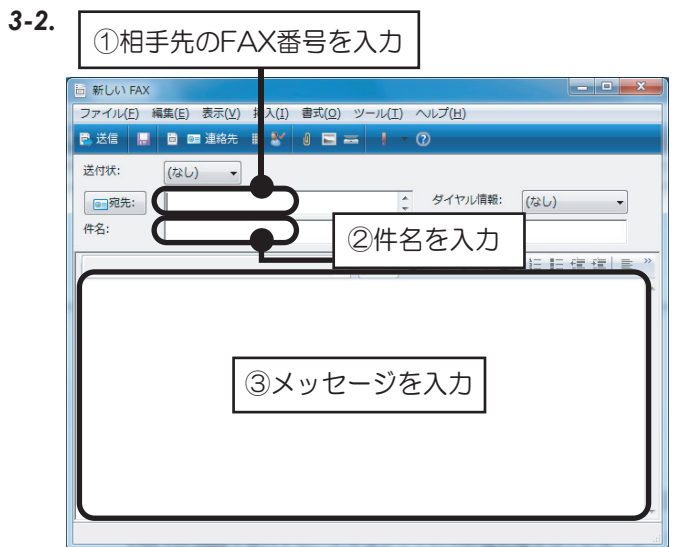 3-2.
①相手先のFAX番号を入力
新しい FAX
ファイル(F) 編集(E) 表示(V) 挿入(I) 書式(O) ツール(T) ヘルプ(H)
送信 連絡先
送付状: (なし)
宛先: ダイヤル情報: (なし)
件名:
②件名を入力
③メッセージを入力